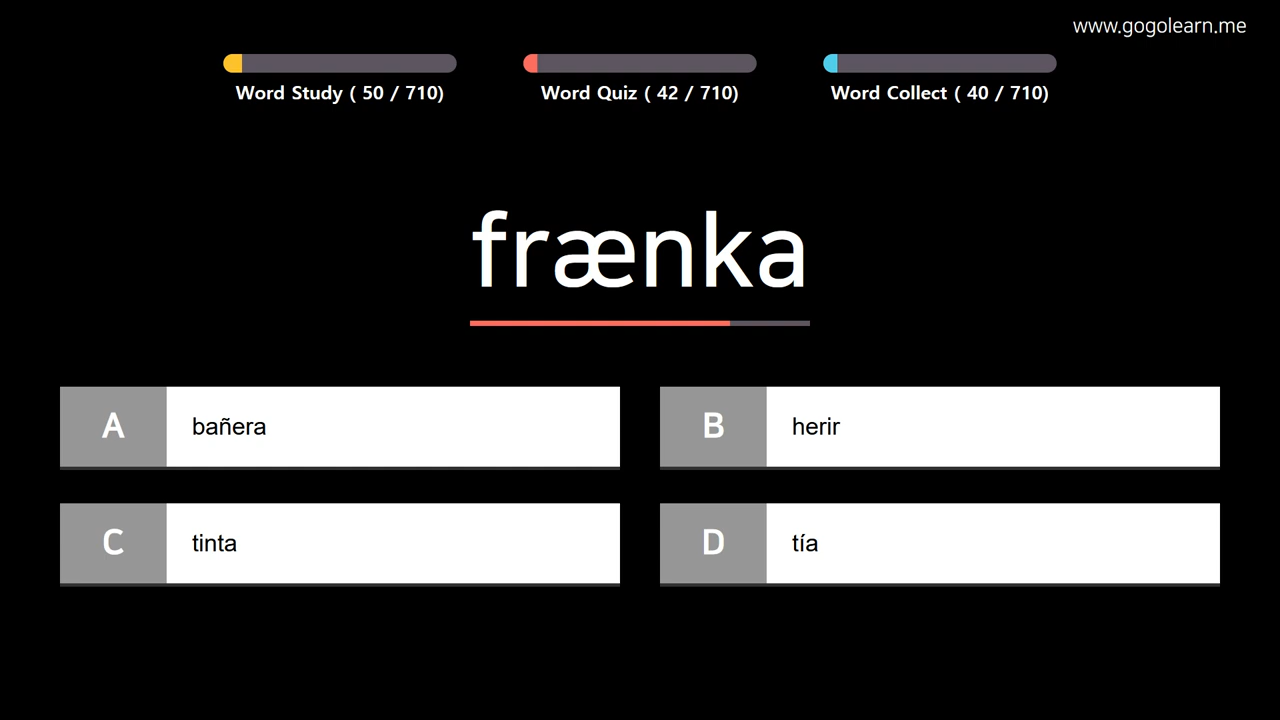 www.gogolearn.me
Word Study ( 50 / 710)
Word Quiz ( 42 / 710)
Word Collect ( 40 / 710)
frænka
A bañera
B herir
C tinta
D tía